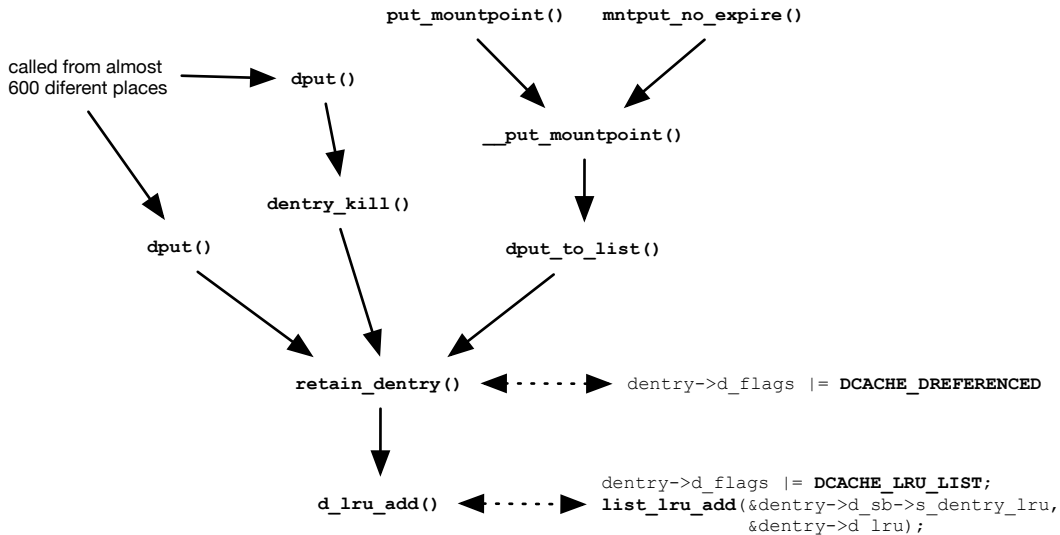 put_mountpoint() mntput_no_expire()
called from almost
600 diferent places
dput()
__put_mountpoint()
dentry_kill()
dput()
dput_to_list()
retain_dentry()
dentry->d_flags |= DCACHE_DREFERENCED
dentry->d_flags |= DCACHE_LRU_LIST;
d_lru_add()
list_lru_add(&dentry->d_sb->s_dentry_lru,
&dentry->d_lru);